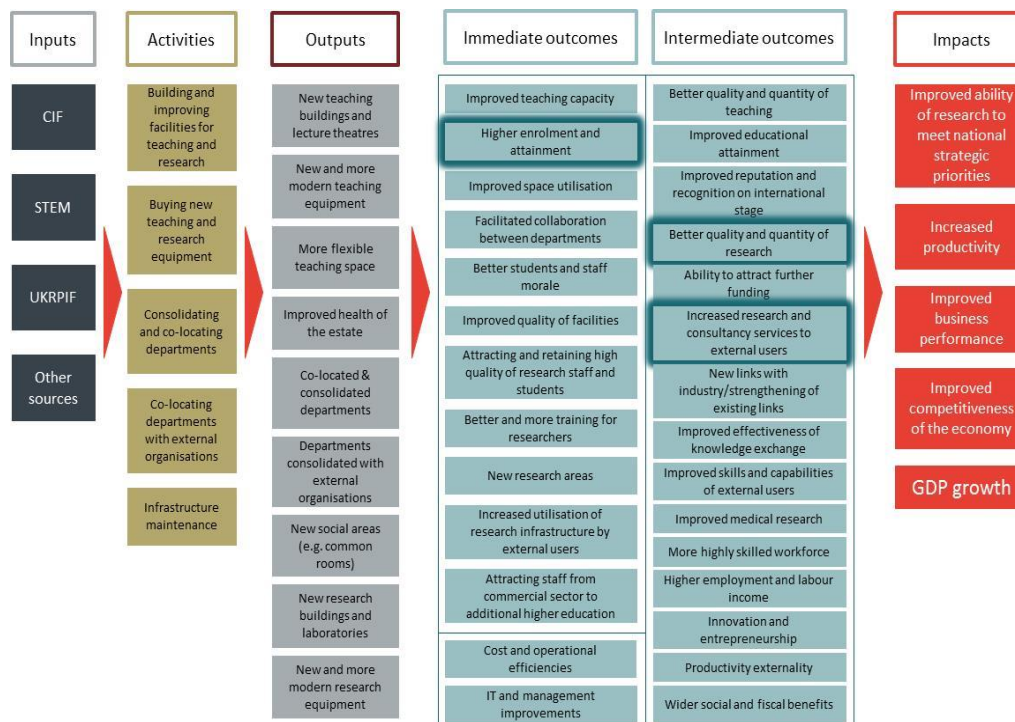 Inputs
Activities
Outputs
Immediate outcomes
Intermediate outcomes
Impacts
CIF
STEM
UKRPIF
Other
sources
Building and
improving
facilities for
teaching and
research
Buying new
teaching and
research
equipment
Consolidating
and co-locating
departments
Co-locating
departments
with external
organisations
Infrastructure
maintenance
New teaching
buildings and
lecture theatres
New and more
modern teaching
equipment
More flexible
teaching space
Improved health of
the estate
Co-located &
consolidated
departments
Departments
consolidated with
external
organisations
New social areas
(e.g. common
rooms)
New research
buildings and
laboratories
New and more
modern research
equipment
Improved teaching capacity
Higher enrolment and
attainment
Improved space utilisation
Facilitated collaboration
between departments
Better students and staff
morale
Improved quality of facilities
Attracting and retaining high
quality of research staff and
students
Better and more training for
researchers
New research areas
Increased utilisation of
research infrastructure by
external users
Attracting staff from
commercial sector to
additional higher education
Cost and operational
efficiencies
IT and management
improvements
Better quality and quantity of
teaching
Improved educational
attainment
Improved reputation and
recognition on international
stage
Better quality and quantity of
research
Ability to attract further
funding
Increased research and
consultancy services to
external users
New links with
industry/strengthening of
existing links
Improved effectiveness of
knowledge exchange
Improved skills and capabilities
of external users
Improved medical research
More highly skilled workforce
Higher employment and labour
income
Innovation and
entrepreneurship
Productivity externality
Wider social and fiscal benefits
Improved ability
of research to
meet national
strategic
priorities
Increased
productivity
Improved
business
performance
Improved
competitiveness
of the economy
GDP growth